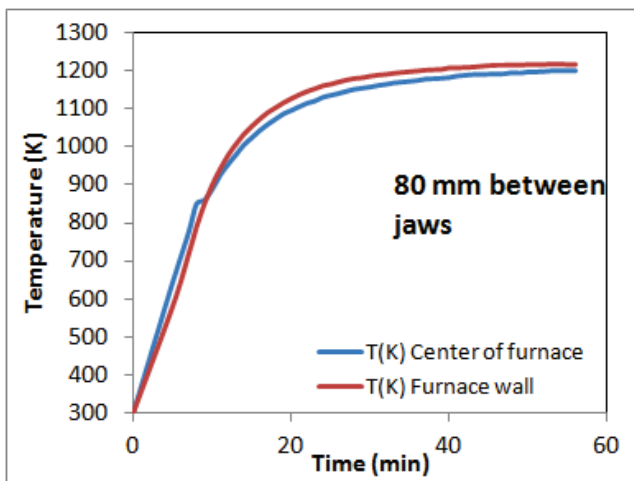 1300
1200
1100
1000
900
800
700
600
500
400
300
Temperature (K)
80 mm between
jaws
T(K) Center of furnace
T(K) Furnace wall
0
20
40
60
Time (min)